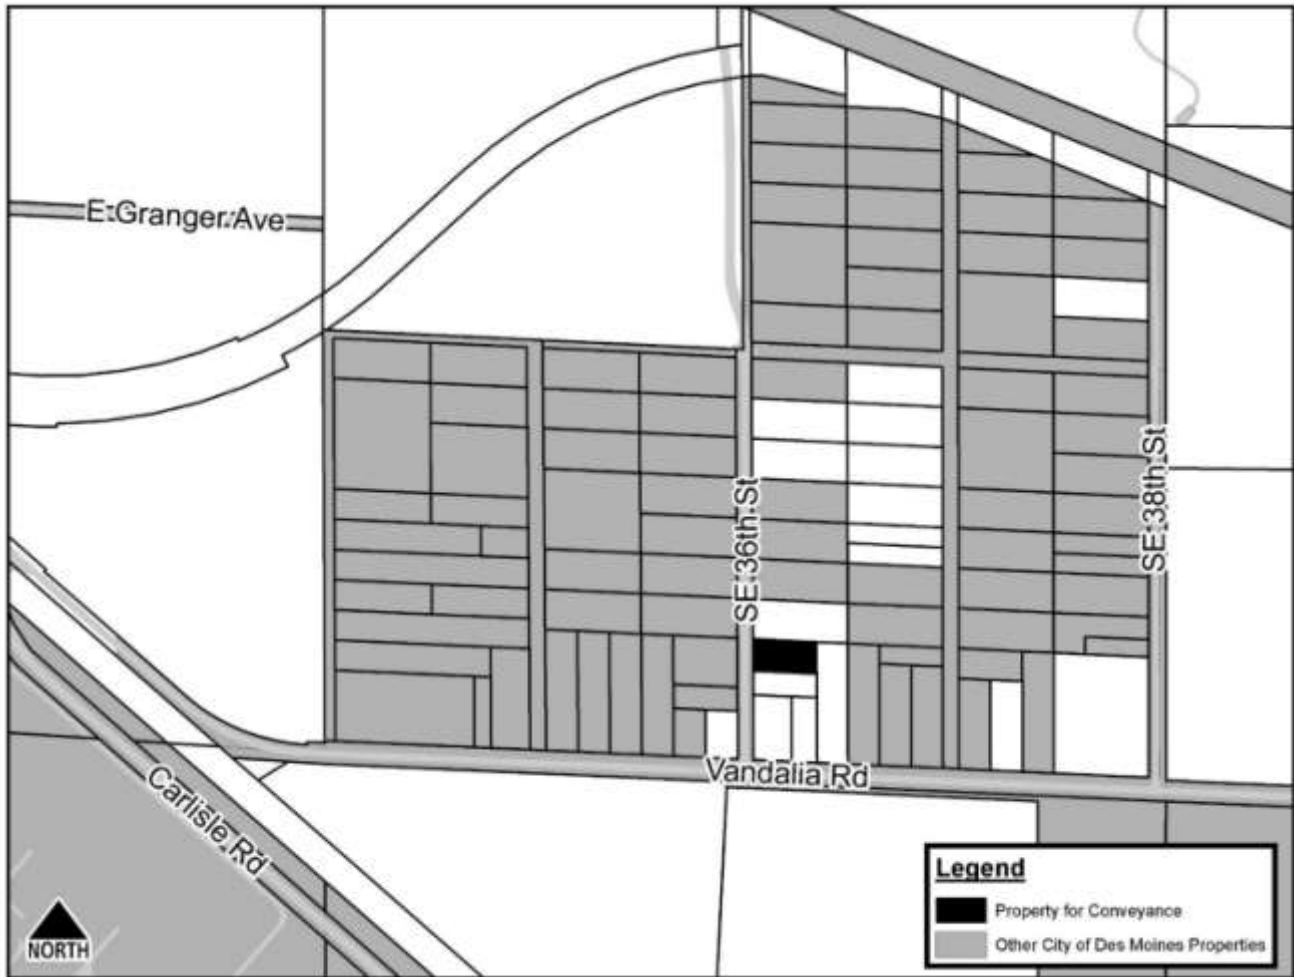 E Granger Ave
SE 36th St
SE 38th St
Vandalia Rd
Carlisle Rd
NORTH
Legend
Property for Conveyance
Other City of Des Moines Properties